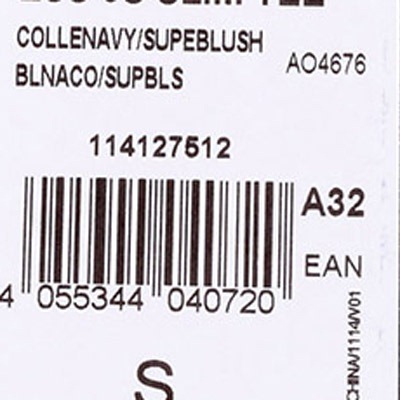 COLLENAVY/SUPEBLUSH
BLNACO/SUPBLS
AO4676
114127512
A32
EAN
4 055344 040720
CHINA/1114/V01
S